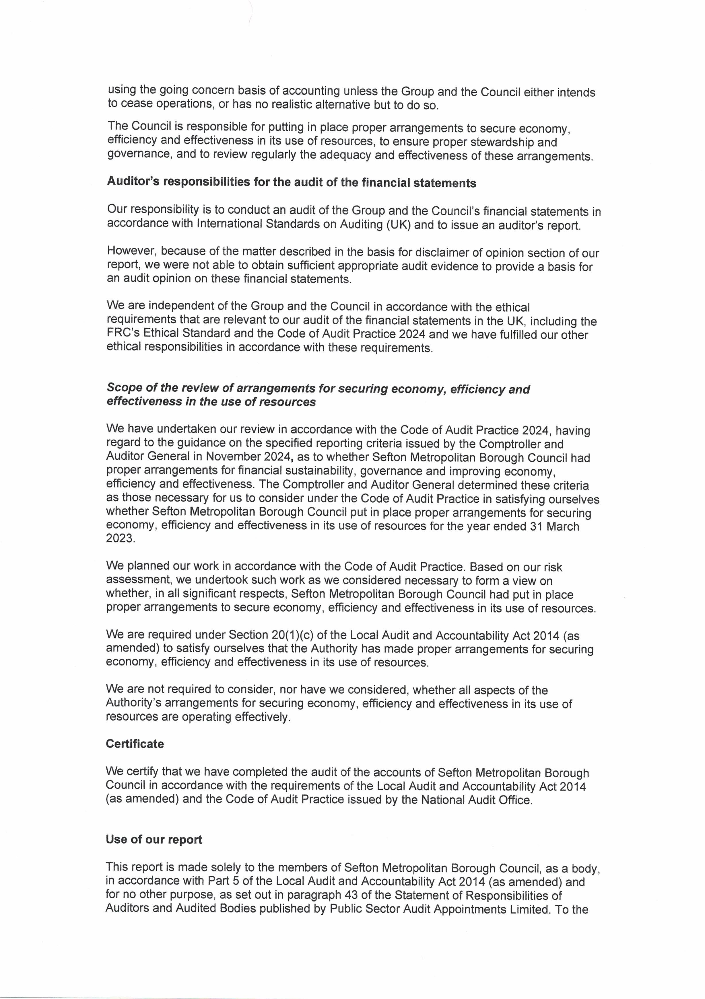 using the going concern basis of accounting unless the Group and the Council either intends
to cease operations, or has no realistic alternative but to do so.
The Council is responsible for putting in place proper arrangements to secure economy,
efficiency and effectiveness in its use of resources, to ensure proper stewardship and
governance, and to review regularly the adequacy and effectiveness of these arrangements.
Auditor's responsibilities for the audit of the financial statements
Our responsibility is to conduct an audit of the Group and the Council's financial statements in
accordance with International Standards on Auditing (UK) and to issue an auditor's report.
However, because of the matter described in the basis for disclaimer of opinion section of our
report, we were not able to obtain sufficient appropriate audit evidence to provide a basis for
an audit opinion on these financial statements.
We are independent of the Group and the Council in accordance with the ethical
requirements that are relevant to our audit of the financial statements in the UK, including the
FRC's Ethical Standard and the Code of Audit Practice 2024 and we have fulfilled our other
ethical responsibilities in accordance with these requirements.
Scope of the review of arrangements for securing economy, efficiency and
effectiveness in the use of resources
We have undertaken our review in accordance with the Code of Audit Practice 2024, having
regard to the guidance on the specified reporting criteria issued by the Comptroller and
Auditor General in November 2024, as to whether Sefton Metropolitan Borough Council had
proper arrangements for financial sustainability, governance and improving economy,
efficiency and effectiveness. The Comptroller and Auditor General determined these criteria
as those necessary for us to consider under the Code of Audit Practice in satisfying ourselves
whether Sefton Metropolitan Borough Council put in place proper arrangements for securing
economy, efficiency and effectiveness in its use of resources for the year ended 31 March
2023.
We planned our work in accordance with the Code of Audit Practice. Based on our risk
assessment, we undertook such work as we considered necessary to form a view on
whether, in all significant respects, Sefton Metropolitan Borough Council had put in place
proper arrangements to secure economy, efficiency and effectiveness in its use of resources.
We are required under Section 20(1)(c) of the Local Audit and Accountability Act 2014 (as
amended) to satisfy ourselves that the Authority has made proper arrangements for securing
economy, efficiency and effectiveness in its use of resources.
We are not required to consider, nor have we considered, whether all aspects of the
Authority's arrangements for securing economy, efficiency and effectiveness in its use of
resources are operating effectively.
Certificate
We certify that we have completed the audit of the accounts of Sefton Metropolitan Borough
Council in accordance with the requirements of the Local Audit and Accountability Act 2014
(as amended) and the Code of Audit Practice issued by the National Audit Office.
Use of our report
This report is made solely to the members of Sefton Metropolitan Borough Council, as a body,
in accordance with Part 5 of the Local Audit and Accountability Act 2014 (as amended) and
for no other purpose, as set out in paragraph 43 of the Statement of Responsibilities of
Auditors and Audited Bodies published by Public Sector Audit Appointments Limited. To the